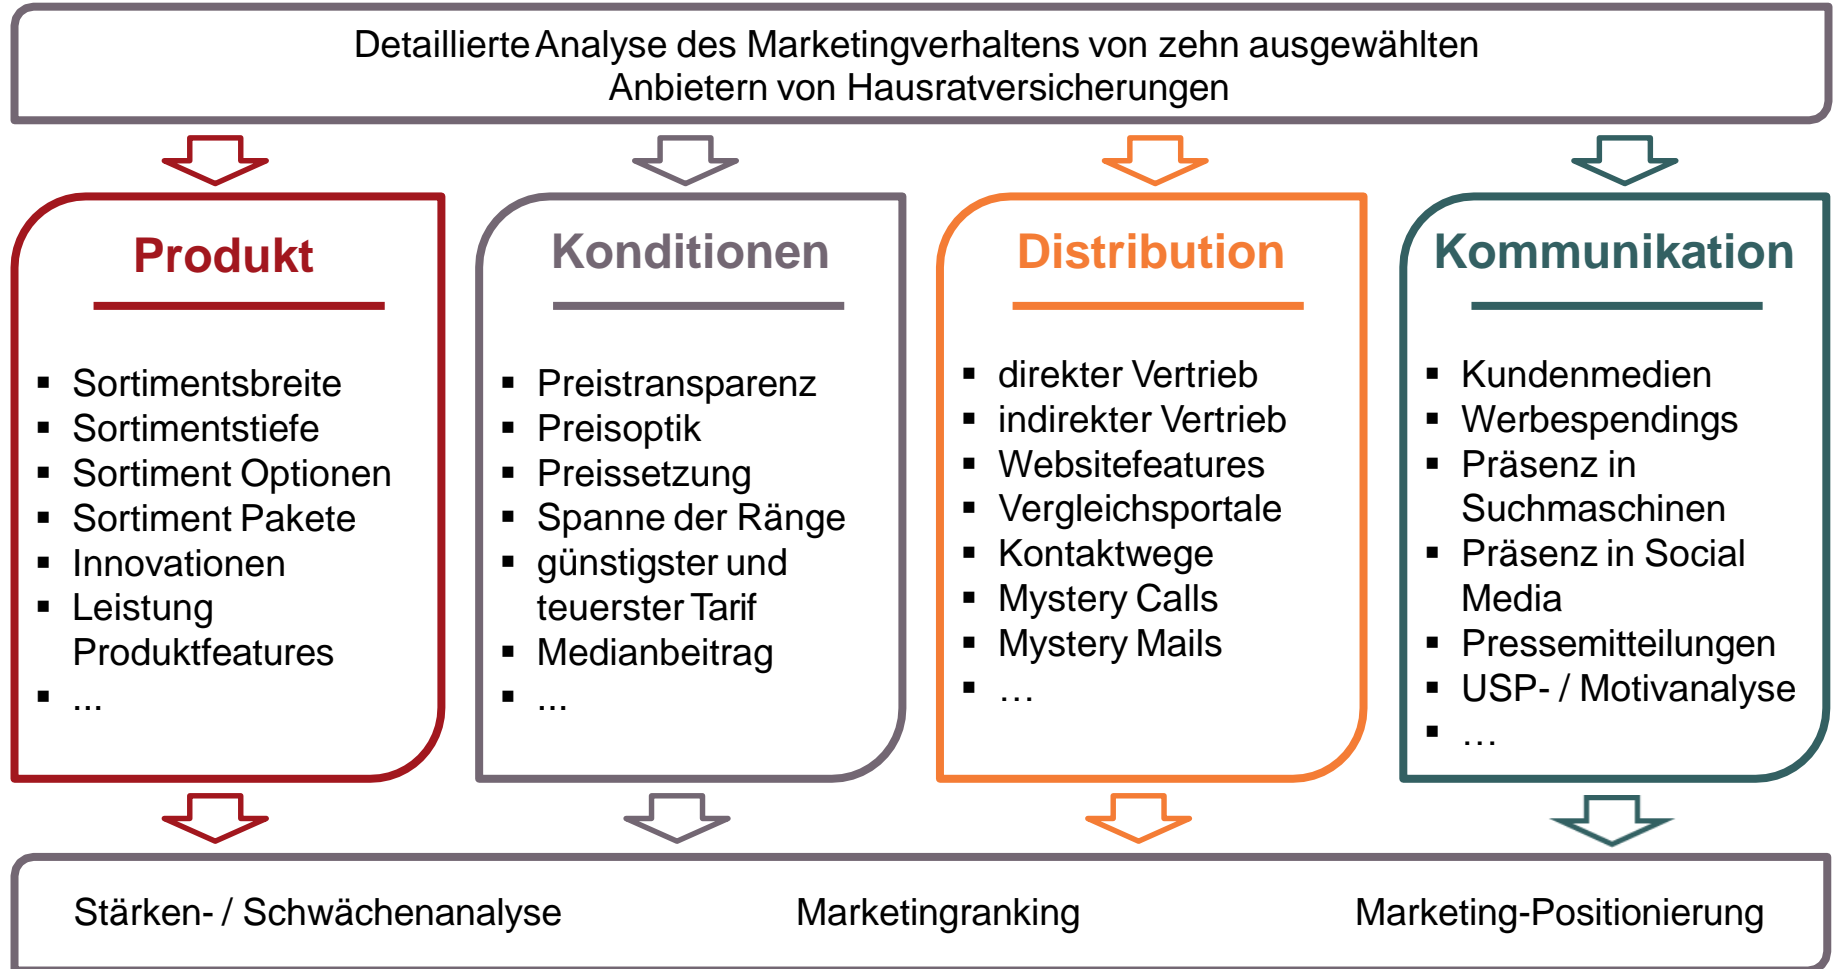 Detaillierte Analyse des Marketingverhaltens von zehn ausgewählten
Anbietern von Hausratversicherungen
Produkt
▪ Sortimentsbreite
▪ Sortimentstiefe
▪ Sortiment Optionen
▪ Sortiment Pakete
▪ Innovationen
▪ Leistung
Produktfeatures
▪ ...
Konditionen
▪ Preistransparenz
▪ Preisoptik
▪ Preissetzung
▪ Spanne der Ränge
▪ günstigster und
teuerster Tarif
▪ Medianbeitrag
▪ ...
Distribution
▪ direkter Vertrieb
▪ indirekter Vertrieb
▪ Websitefeatures
▪ Vergleichsportale
▪ Kontaktwege
▪ Mystery Calls
▪ Mystery Mails
▪ …
Kommunikation
▪ Kundenmedien
▪ Werbespendings
▪ Präsenz in
Suchmaschinen
▪ Präsenz in Social
Media
▪ Pressemitteilungen
▪ USP- / Motivanalyse
▪ …
Stärken- / Schwächenanalyse
Marketingranking
Marketing-Positionierung